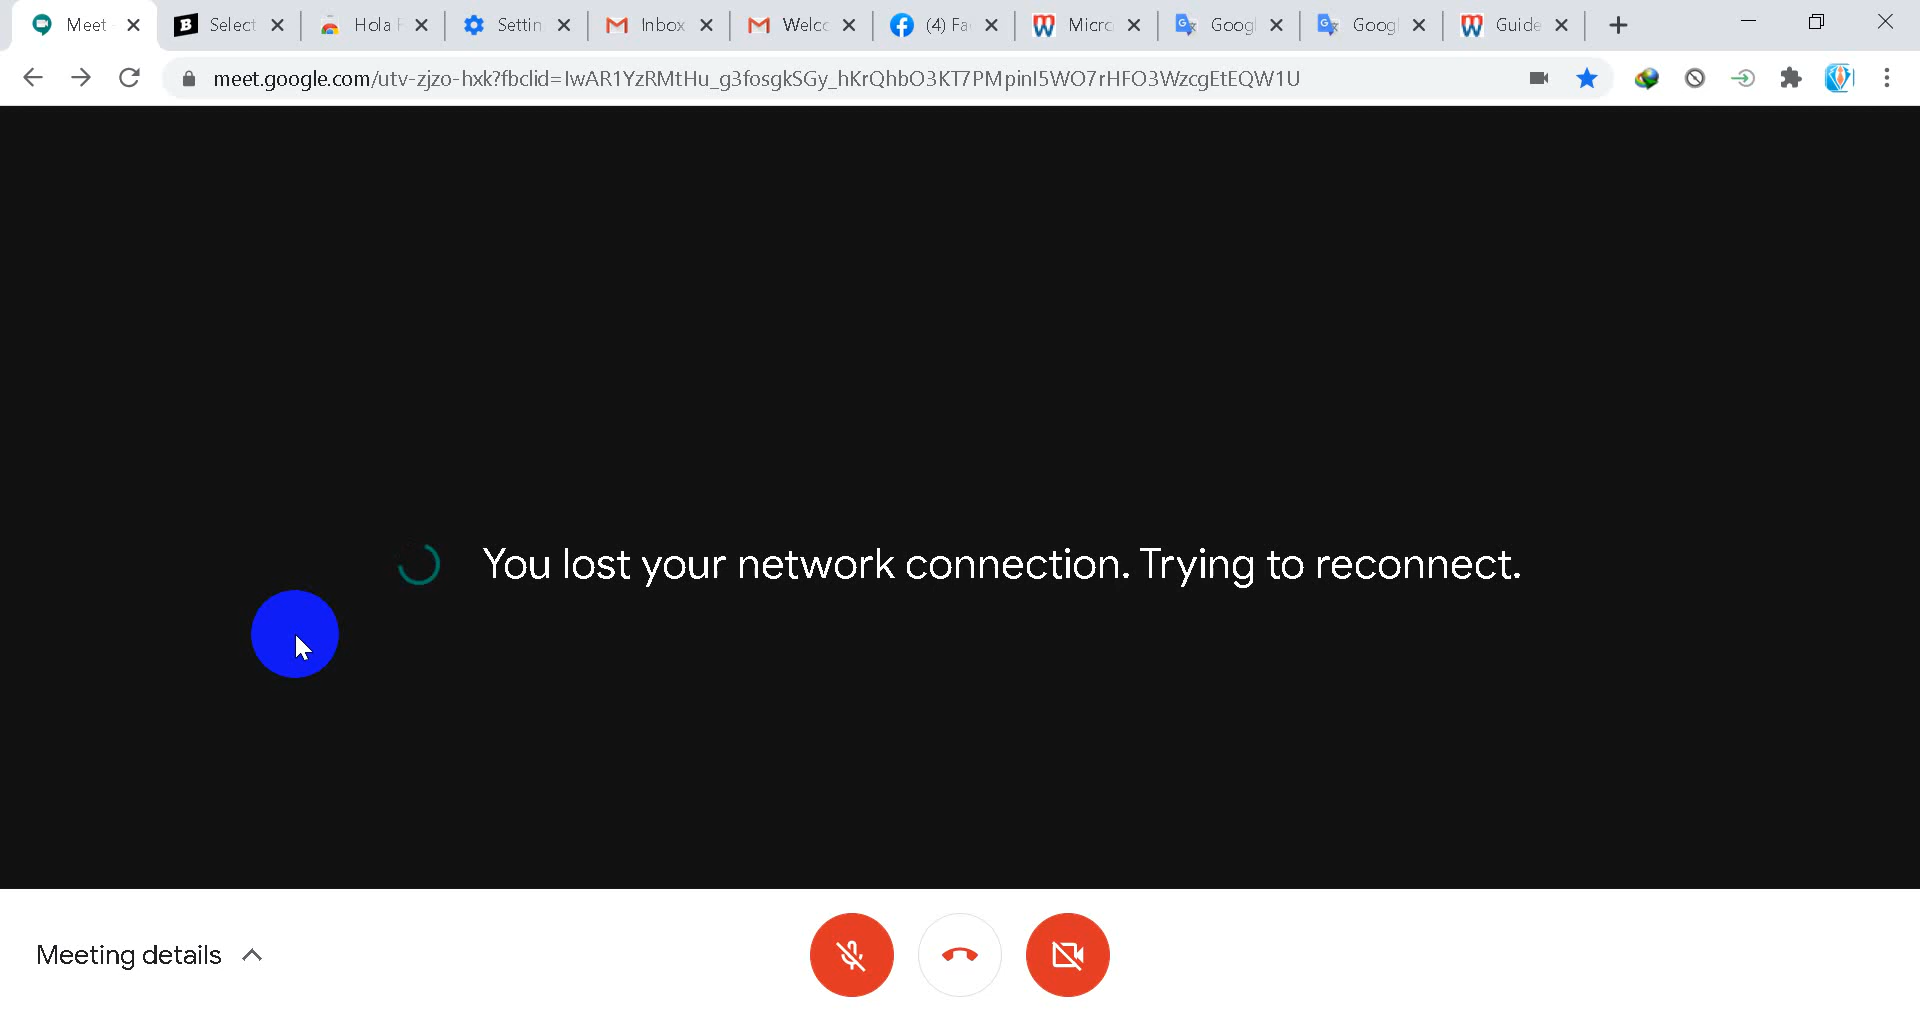 Meet
Select
Hola
Settin
Inbox
Welcc
(4) Fa
Micro
Googl
Googl
Guide
meet.google.com/utv-zjzo-hxk?fbclid=IwAR1YzRMtHu_g3fosgkSGy_hKrQhbO3KT7PMpinI5WO7rHFO3WzcgEtEQW1U
You lost your network connection. Trying to reconnect.
Meeting details